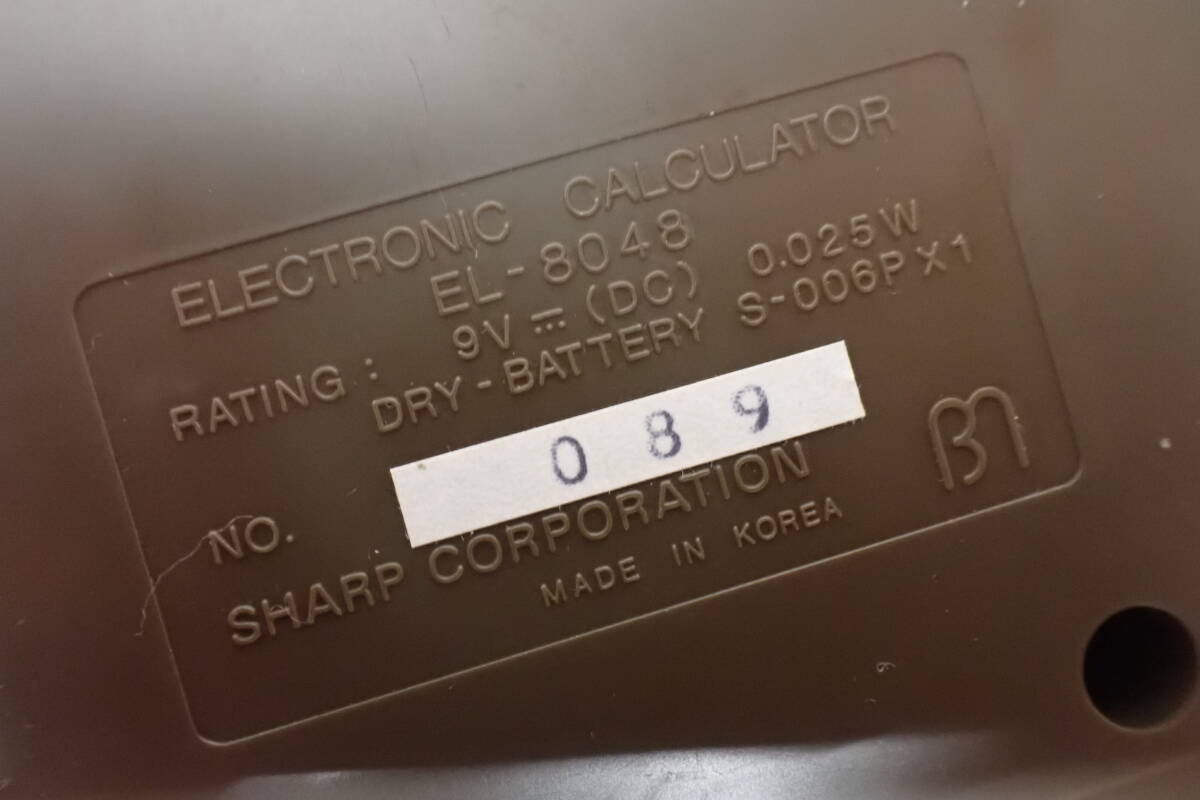 ELECTRONIC CALCULATOR
EL-8048
RATING: 9V ⎓ (DC) 0.025W
DRY-BATTERY S-006P X 1
NO. 089
SHARP CORPORATION
MADE IN KOREA